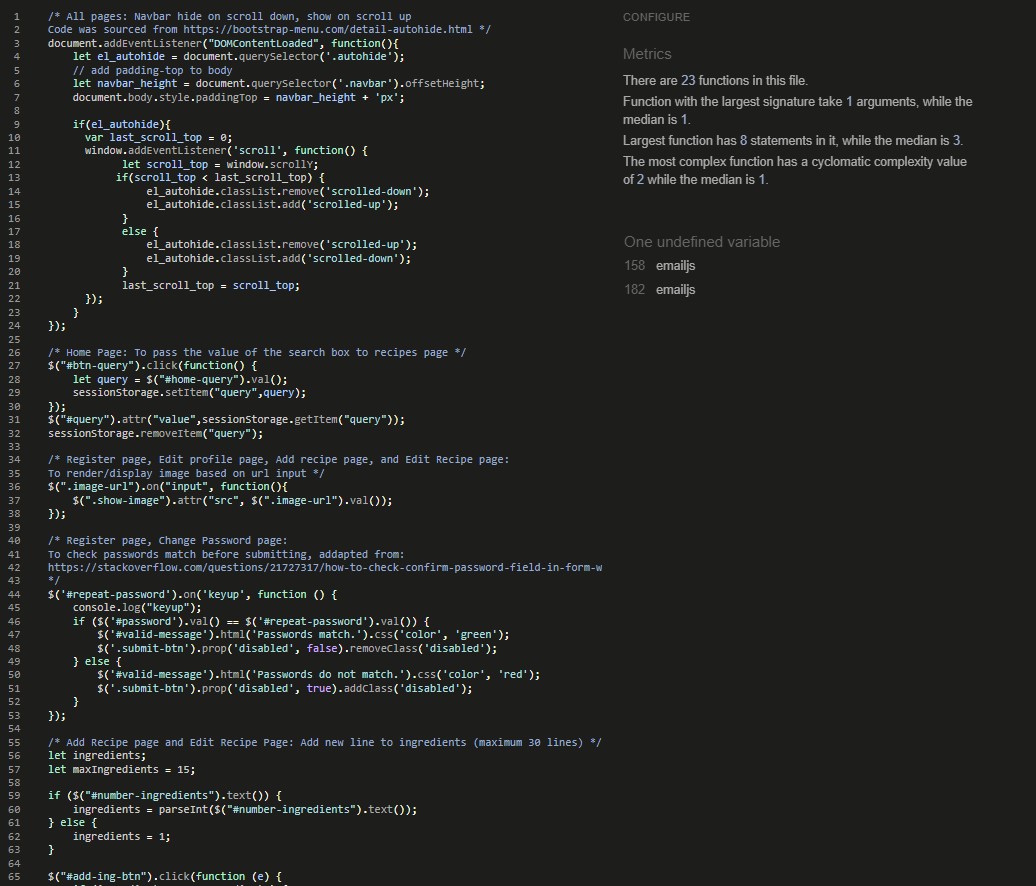 1 /* All pages: Navbar hide on scroll down, show on scroll up
2 Code was sourced from https://bootstrap-menu.com/detail-autohide.html */
3 document.addEventListener("DOMContentLoaded", function(){
4 let el_autohide = document.querySelector('.autohide');
5 // add padding-top to body
6 let navbar_height = document.querySelector('.navbar').offsetHeight;
7 document.body.style.paddingTop = navbar_height + 'px';
8
9 if(el_autohide){
10 var last_scroll_top = 0;
11 window.addEventListener('scroll', function() {
12 let scroll_top = window.scrollY;
13 if(scroll_top < last_scroll_top) {
14 el_autohide.classList.remove('scrolled-down');
15 el_autohide.classList.add('scrolled-up');
16 }
17 else {
18 el_autohide.classList.remove('scrolled-up');
19 el_autohide.classList.add('scrolled-down');
20 }
21 last_scroll_top = scroll_top;
22 });
23 }
24 });
25
26 /* Home Page: To pass the value of the search box to recipes page */
27 $("#btn-query").click(function() {
28 let query = $("#home-query").val();
29 sessionStorage.setItem("query",query);
30 });
31 $("#query").attr("value",sessionStorage.getItem("query"));
32 sessionStorage.removeItem("query");
33
34 /* Register page, Edit profile page, Add recipe page, and Edit Recipe page:
35 To render/display image based on url input */
36 $(".image-url").on("input", function(){
37 $(".show-image").attr("src", $(".image-url").val());
38 });
39
40 /* Register page, Change Password page:
41 To check passwords match before submitting, addapted from:
42 https://stackoverflow.com/questions/21727317/how-to-check-confirm-password-field-in-form-w
43 */
44 $('#repeat-password').on('keyup', function () {
45 console.log("keyup");
46 if ($('#password').val() == $('#repeat-password').val()) {
47 $('#valid-message').html('Passwords match.').css('color', 'green');
48 $('.submit-btn').prop('disabled', false).removeClass('disabled');
49 } else {
50 $('#valid-message').html('Passwords do not match.').css('color', 'red');
51 $('.submit-btn').prop('disabled', true).addClass('disabled');
52 }
53 });
54
55 /* Add Recipe page and Edit Recipe Page: Add new line to ingredients (maximum 30 lines) */
56 let ingredients;
57 let maxIngredients = 15;
58
59 if ($("#number-ingredients").text()) {
60 ingredients = parseInt($("#number-ingredients").text());
61 } else {
62 ingredients = 1;
63 }
64
65 $("#add-ing-btn").click(function (e) {
CONFIGURE
Metrics
There are 23 functions in this file.
Function with the largest signature take 1 arguments, while the
median is 1.
Largest function has 8 statements in it, while the median is 3.
The most complex function has a cyclomatic complexity value
of 2 while the median is 1.
One undefined variable
158 emailjs
182 emailjs